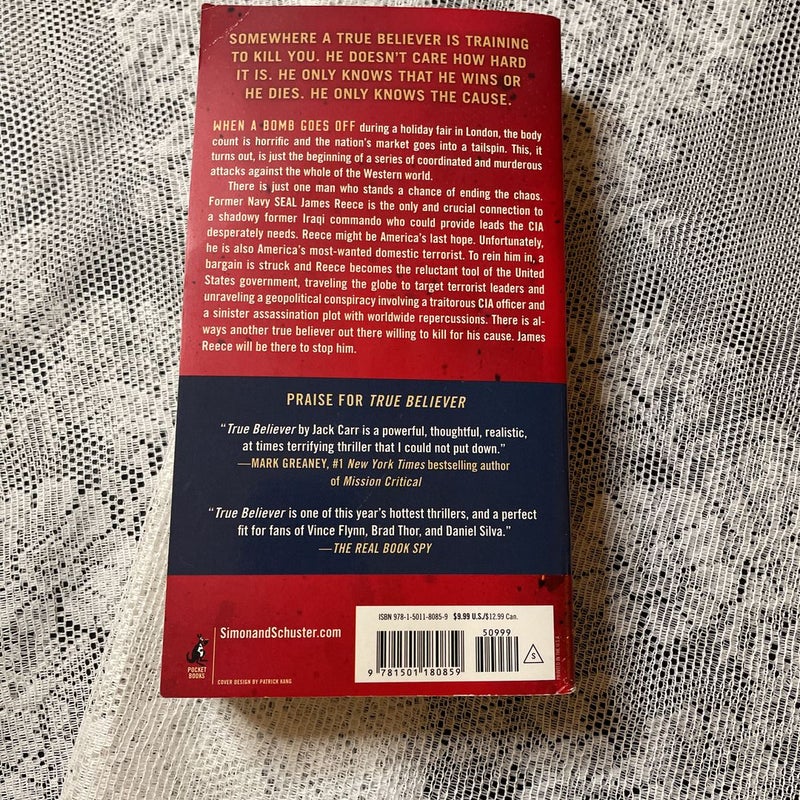 SOMEWHERE A TRUE BELIEVER IS TRAINING
TO KILL YOU. HE DOESN'T CARE HOW HARD
IT IS. HE ONLY KNOWS THAT HE WINS OR
HE DIES. HE ONLY KNOWS THE CAUSE.
WHEN A BOMB GOES OFF during a holiday fair in London, the body
count is horrific and the nation's market goes into a tailspin. This, it
turns out, is just the beginning of a series of coordinated and murderous
attacks against the whole of the Western world.
There is just one man who stands a chance of ending the chaos.
Former Navy SEAL James Reece is the only and crucial connection to
a shadowy former Iraqi commando who could provide leads the CIA
desperately needs. Reece might be America's last hope. Unfortunately,
he is also America's most-wanted domestic terrorist. To rein him in, a
bargain is struck and Reece becomes the reluctant tool of the United
States government, traveling the globe to target terrorist leaders and
unraveling a geopolitical conspiracy involving a traitorous CIA officer and
a sinister assassination plot with worldwide repercussions. There is al-
ways another true believer out there willing to kill for his cause. James
Reece will be there to stop him.
PRAISE FOR TRUE BELIEVER
"True Believer by Jack Carr is a powerful, thoughtful, realistic,
at times terrifying thriller that I could not put down."
—MARK GREANEY, #1 New York Times bestselling author
of Mission Critical
"True Believer is one of this year's hottest thrillers, and a perfect
fit for fans of Vince Flynn, Brad Thor, and Daniel Silva."
—THE REAL BOOK SPY
POCKET
BOOKS
SimonandSchuster.com
COVER DESIGN BY PATRICK KANG
ISBN 978-1-5011-8085-9 $9.99 U.S./$12.99 Can.
50999
9 781501 180859
S